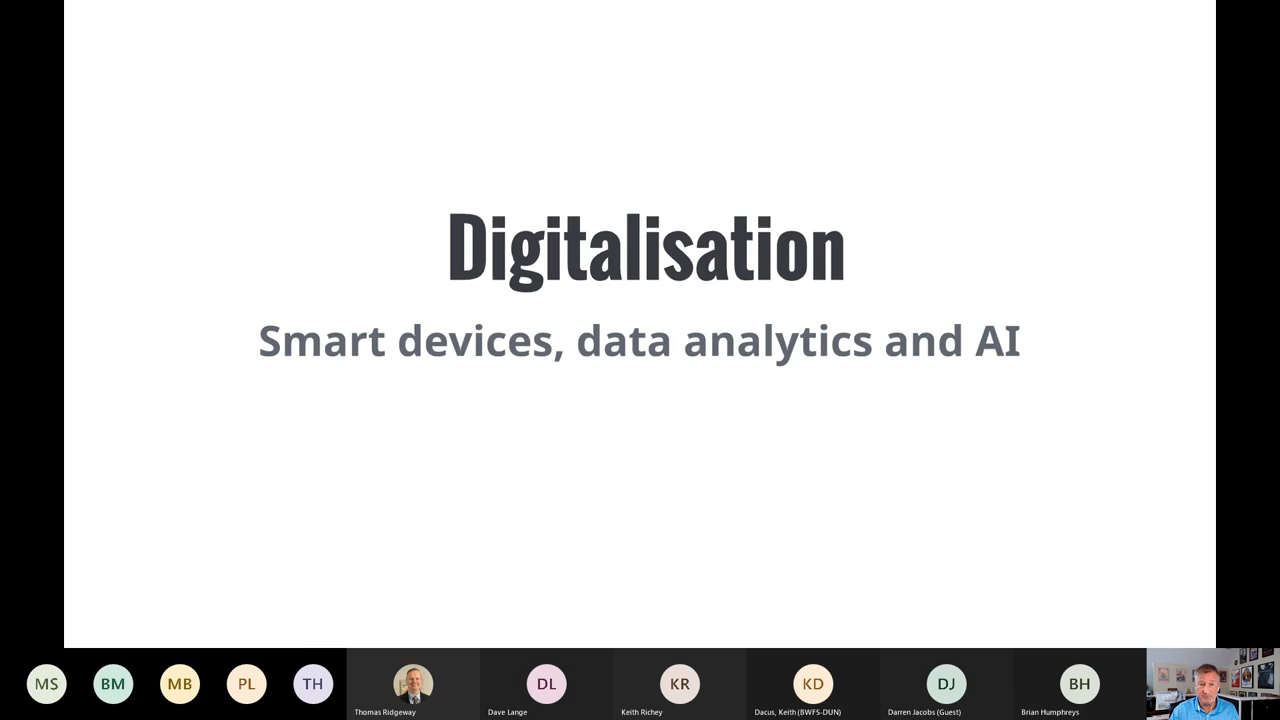 Digitalisation
Smart devices, data analytics and AI
MS
BM
MB
PL
TH
Thomas Ridgeway
DL
Dave Lange
KR
Keith Richey
KD
Dacus, Keith (BWFS-DUN)
DJ
Darren Jacobs (Guest)
BH
Brian Humphreys